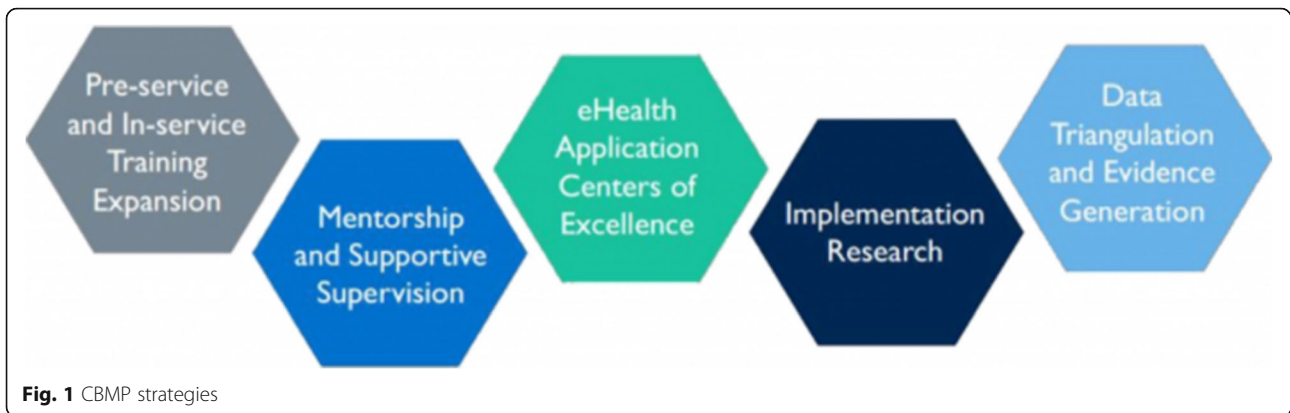 Pre-service
and In-service
Training
Expansion
Mentorship
and Supportive
Supervision
eHealth
Application
Centers of
Excellence
Implementation
Research
Data
Triangulation
and Evidence
Generation
Fig. 1 CBMP strategies